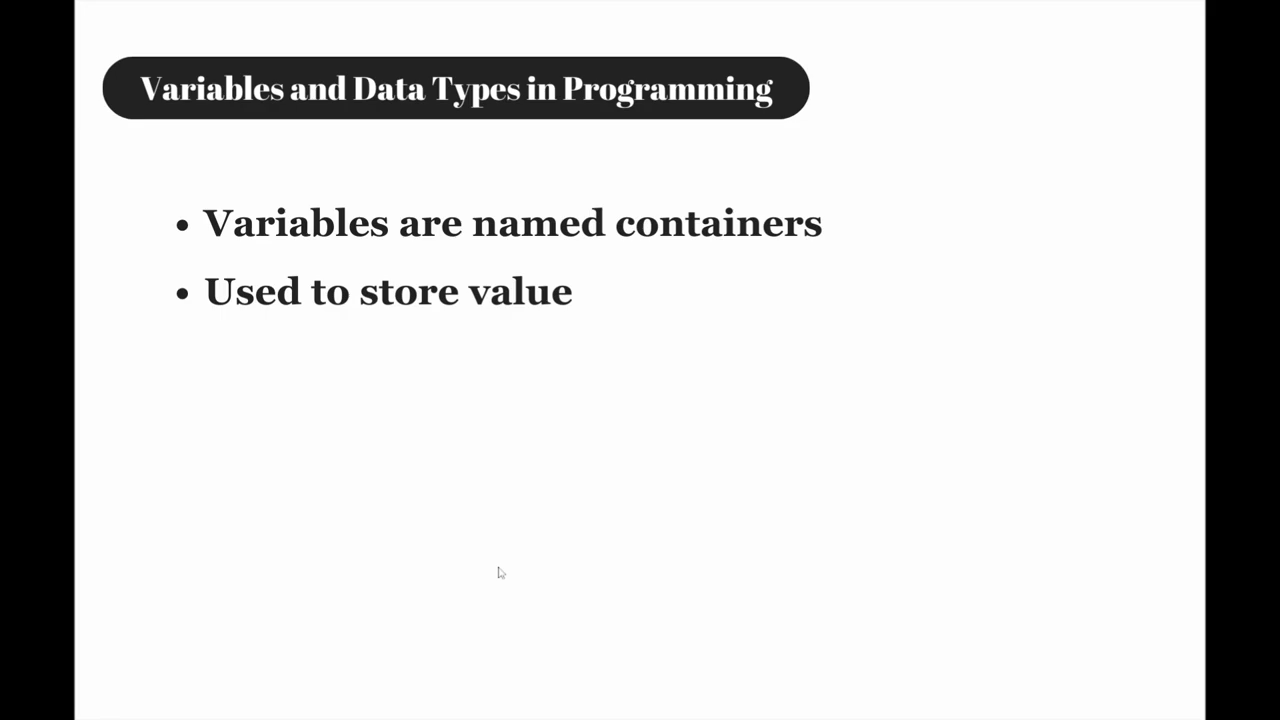 Variables and Data Types in Programming
• Variables are named containers
• Used to store value